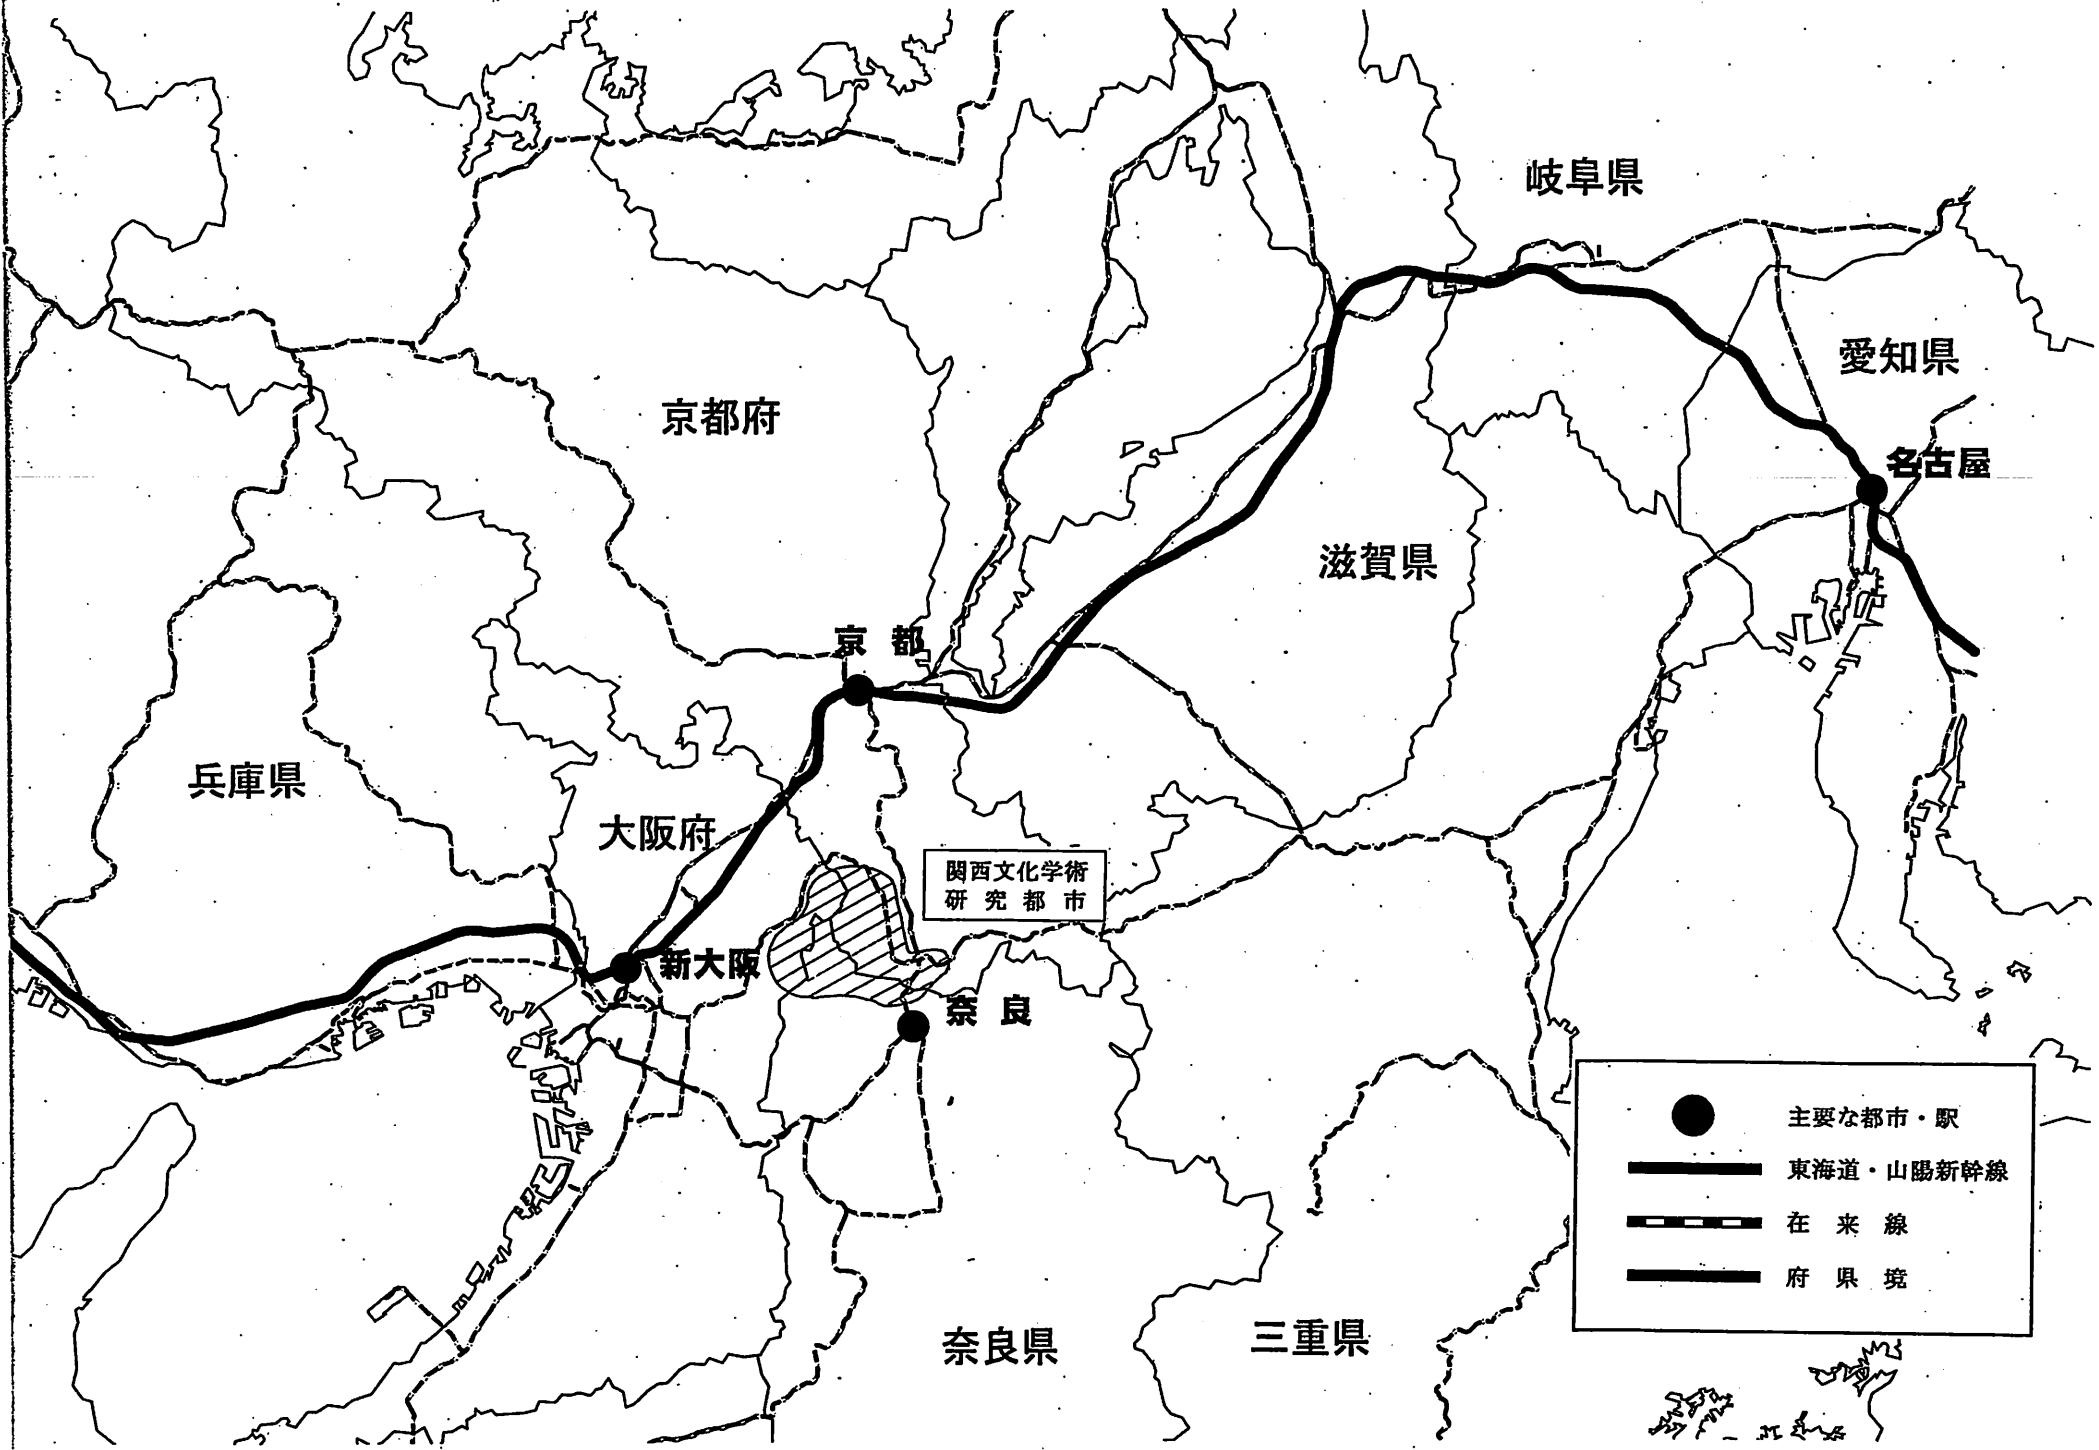 岐阜県
愛知県
京都府
名古屋
滋賀県
京都
兵庫県
大阪府
関西文化学術
研究都市
新大阪
奈良
主要な都市・駅
東海道・山陽新幹線
在来線
府県境
奈良県
三重県